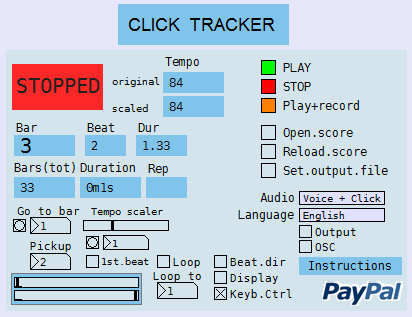 CLICK TRACKER
Tempo
STOPPED
original 84
scaled 84
PLAY
STOP
Play+record
Bar Beat Dur
3 2 1.33
Bars(tot) Duration Rep
33 0m1s
Open.score
Reload.score
Set.output.file
Audio Voice + Click
Language English
Go to bar Tempo scaler
1
1
Pickup
2
1st.beat
Loop
Loop to
1
Beat.dir
Display
Keyb.Ctrl
Output
OSC
Instructions
PayPal